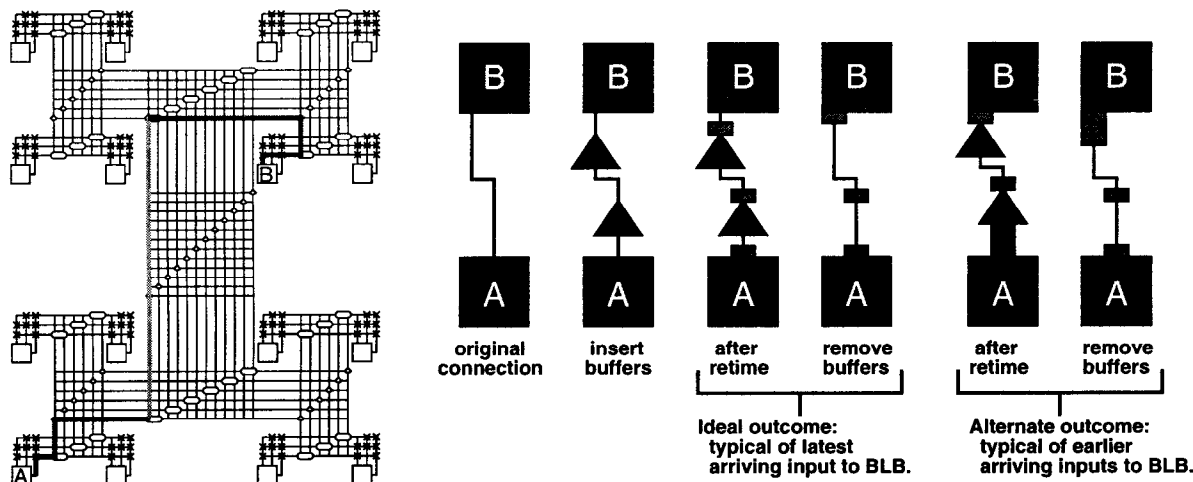 B
A
B
B
B
B
B
B
A
A
A
A
A
A
original
connection
insert
buffers
after
retime
remove
buffers
after
retime
remove
buffers
Ideal outcome:
typical of latest
arriving input to BLB.
Alternate outcome:
typical of earlier
arriving inputs to BLB.